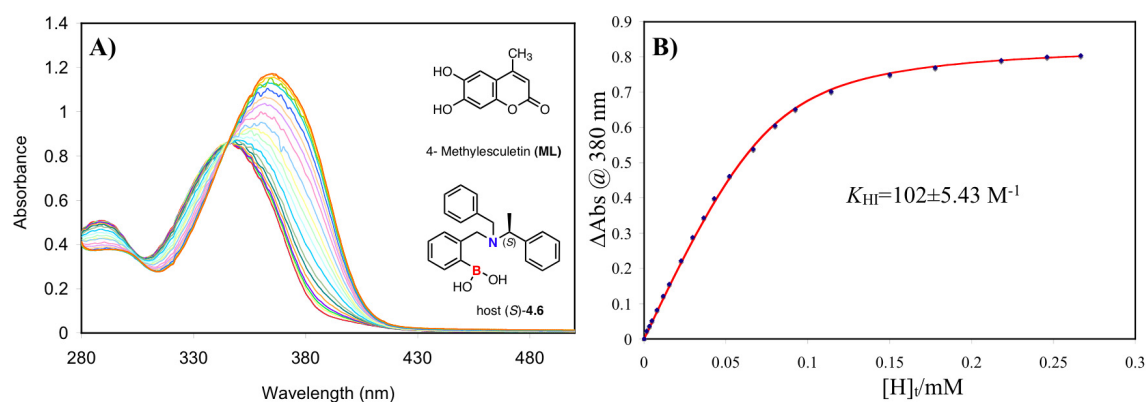 A)
1.4
1.2
1
0.8
0.6
0.4
0.2
0
Absorbance
280
330
380
430
480
Wavelength (nm)
CH3
HO
HO
O
O
4- Methylesculetin (ML)
N
(S)
B
OH
HO
host (S)-4.6
B)
0.9
0.8
0.7
0.6
0.5
0.4
0.3
0.2
0.1
0
ΔAbs @ 380 nm
KHI=102±5.43 M-1
0
0.05
0.1
0.15
0.2
0.25
0.3
[H]t/mM